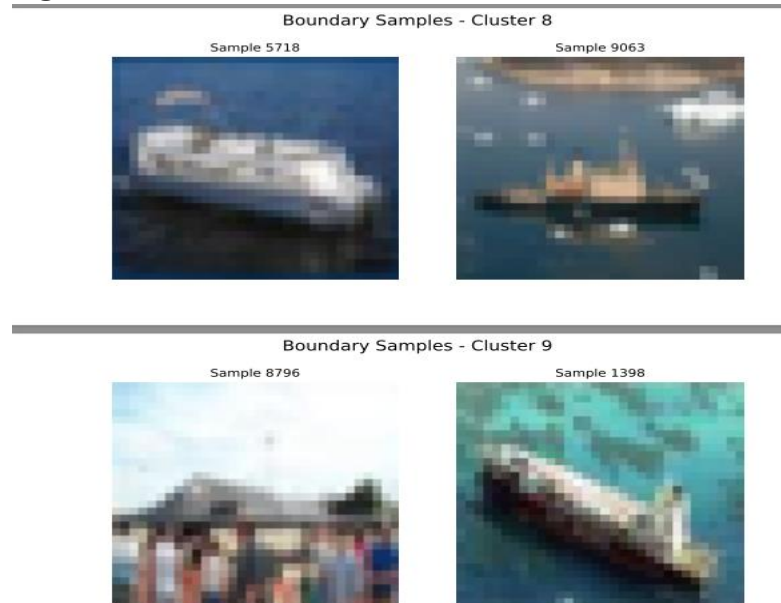 Boundary Samples - Cluster 8
Sample 5718
Sample 9063
Boundary Samples - Cluster 9
Sample 8796
Sample 1398